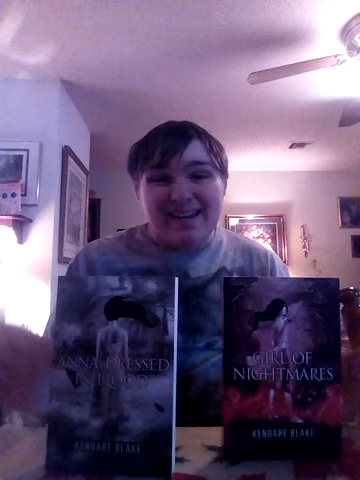 ANNA DRESSED
IN BLOOD
KENDARE BLAKE
GIRL OF
NIGHTMARES
KENDARE BLAKE